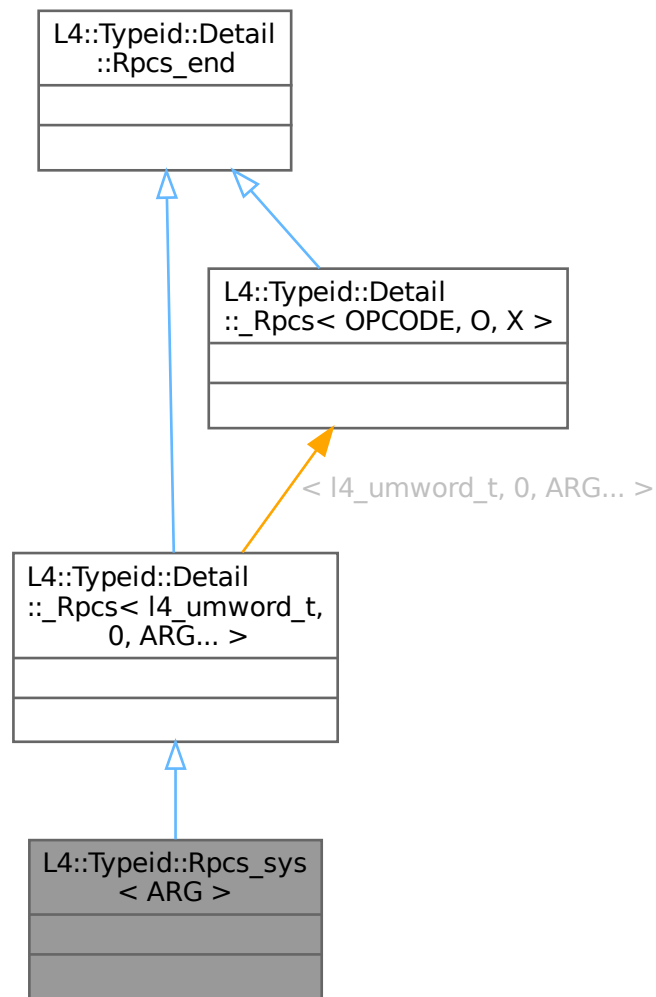 L4::Typeid::Detail
::Rpcs_end
L4::Typeid::Detail
::_Rpcs< OPCODE, O, X >
< l4_umword_t, 0, ARG... >
L4::Typeid::Detail
::_Rpcs< l4_umword_t,
0, ARG... >
L4::Typeid::Rpcs_sys
< ARG >